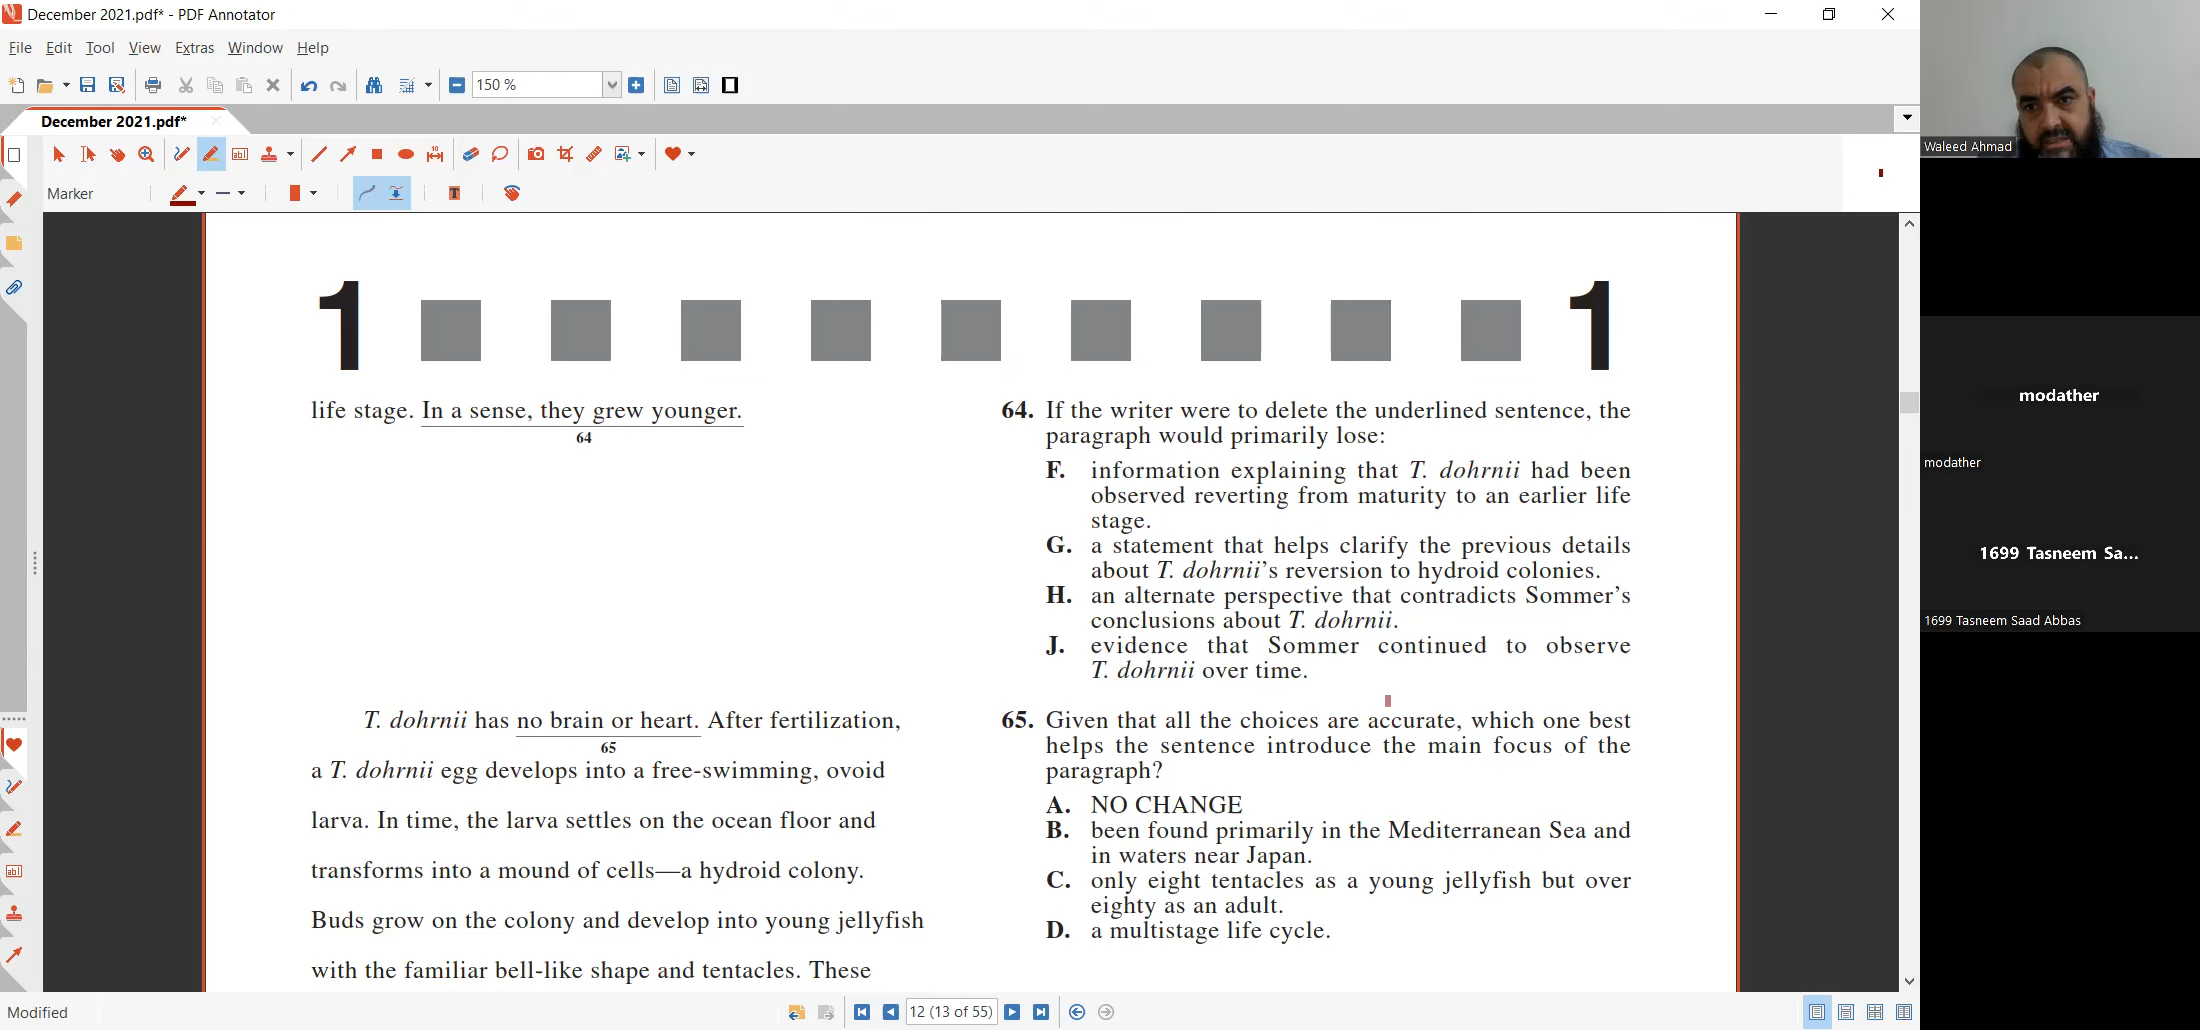 December 2021.pdf* - PDF Annotator
File Edit Tool View Extras Window Help
150 %
December 2021.pdf*
Marker
1 1
life stage. In a sense, they grew younger.
64
T. dohrnii has no brain or heart. After fertilization,
65
a T. dohrnii egg develops into a free-swimming, ovoid
larva. In time, the larva settles on the ocean floor and
transforms into a mound of cells—a hydroid colony.
Buds grow on the colony and develop into young jellyfish
with the familiar bell-like shape and tentacles. These
64. If the writer were to delete the underlined sentence, the
paragraph would primarily lose:
F. information explaining that T. dohrnii had been
observed reverting from maturity to an earlier life
stage.
G. a statement that helps clarify the previous details
about T. dohrnii's reversion to hydroid colonies.
H. an alternate perspective that contradicts Sommer's
conclusions about T. dohrnii.
J. evidence that Sommer continued to observe
T. dohrnii over time.
65. Given that all the choices are accurate, which one best
helps the sentence introduce the main focus of the
paragraph?
A. NO CHANGE
B. been found primarily in the Mediterranean Sea and
in waters near Japan.
C. only eight tentacles as a young jellyfish but over
eighty as an adult.
D. a multistage life cycle.
Modified
12 (13 of 55)
Waleed Ahmad
modather
modather
1699 Tasneem Sa...
1699 Tasneem Saad Abbas